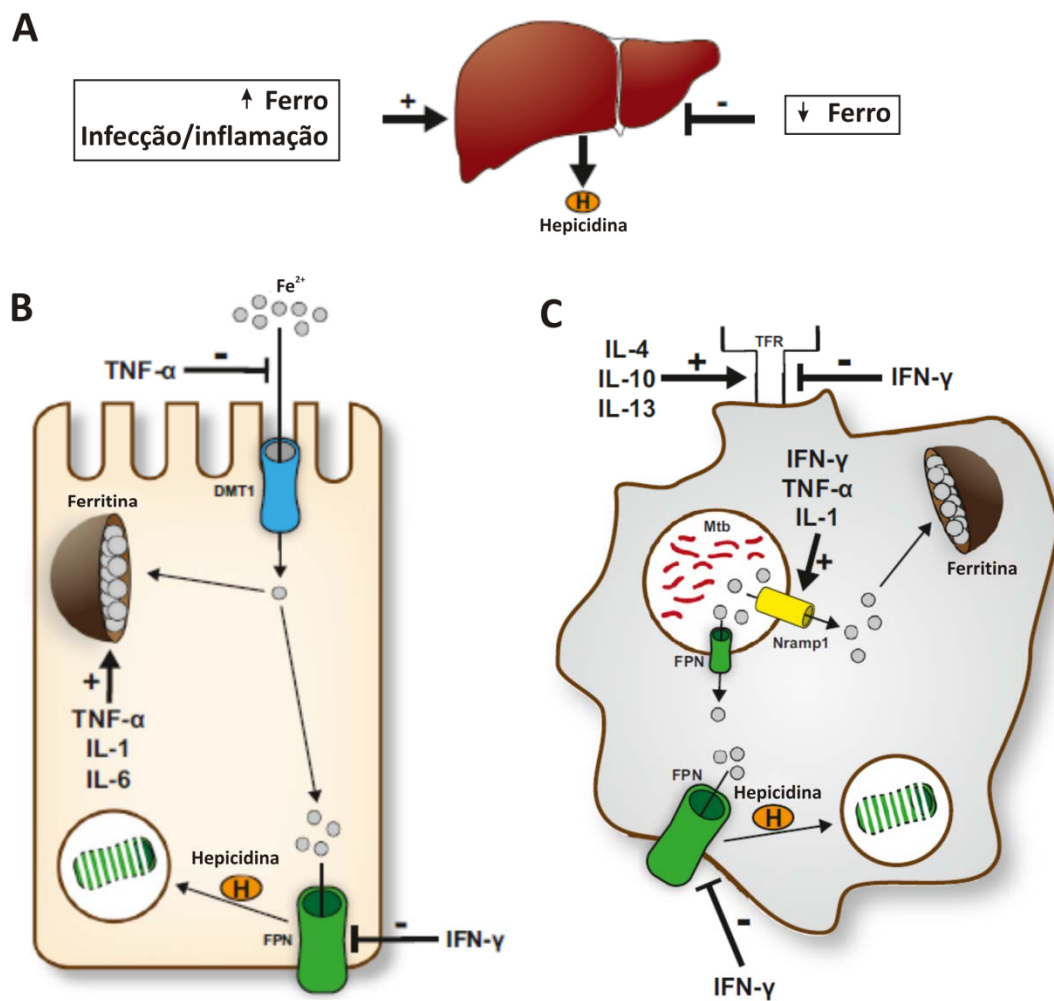 A
↑ Ferro
Infecção/inflamação
+
-
↓ Ferro
H
Hepicidina
B
Fe²⁺
TNF-α
-
DMT1
Ferritina
+
TNF-α
IL-1
IL-6
Hepicidina
H
FPN
-
IFN-γ
C
IL-4
IL-10
IL-13
+
TFR
-
IFN-γ
IFN-γ
TNF-α
IL-1
+
Mtb
Nramp1
FPN
Ferritina
FPN
Hepicidina
H
-
IFN-γ